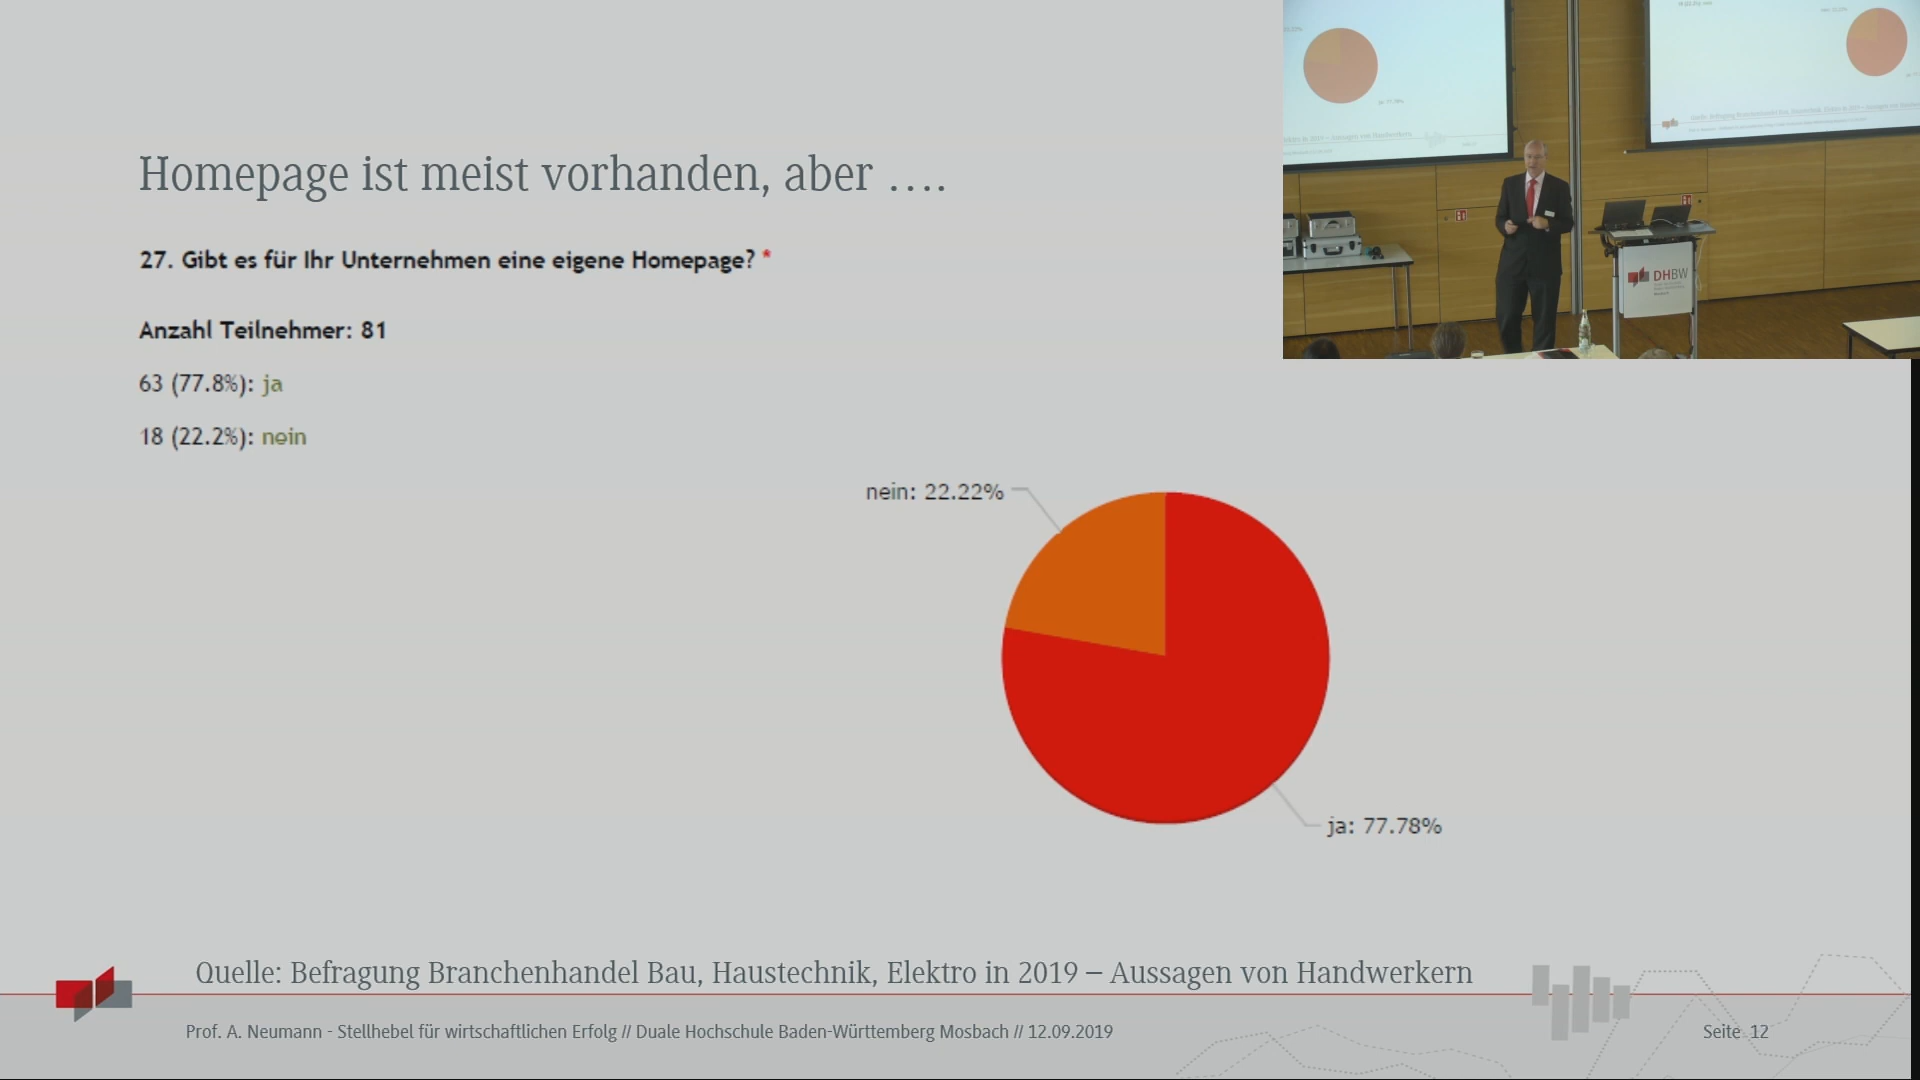 Homepage ist meist vorhanden, aber ....
27. Gibt es für Ihr Unternehmen eine eigene Homepage? *
Anzahl Teilnehmer: 81
63 (77.8%): ja
18 (22.2%): nein
nein: 22.22%
ja: 77.78%
DHBW
Quelle: Befragung Branchenhandel Bau, Haustechnik, Elektro in 2019 – Aussagen von Handwerkern
Prof. A. Neumann - Stellhebel für wirtschaftlichen Erfolg // Duale Hochschule Baden-Württemberg Mosbach // 12.09.2019
Seite 12